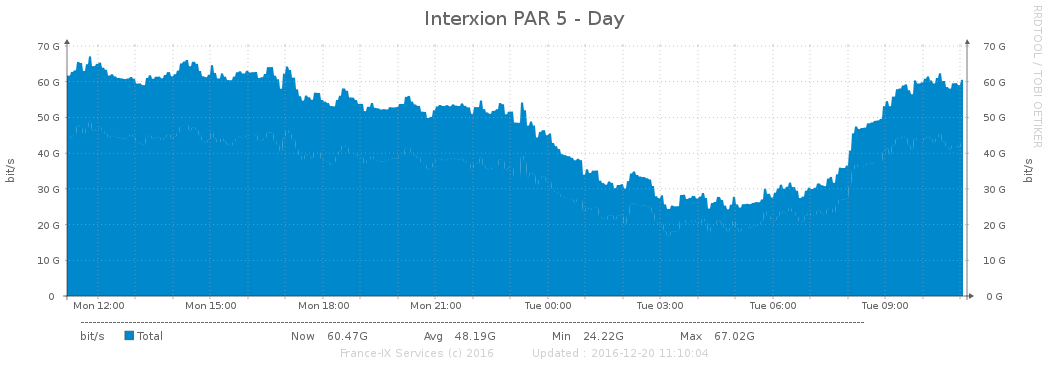 Interxion PAR 5 - Day
RRDTOOL / TOBI OETIKER
70 G 70 G
60 G 60 G
50 G 50 G
40 G 40 G
30 G 30 G
20 G 20 G
10 G 10 G
0 0 G
bit/s bit/s
Mon 12:00 Mon 15:00 Mon 18:00 Mon 21:00 Tue 00:00 Tue 03:00 Tue 06:00 Tue 09:00
bit/s Total Now 60.47G Avg 48.19G Min 24.22G Max 67.02G
France-IX Services (c) 2016 Updated : 2016-12-20 11:10:04